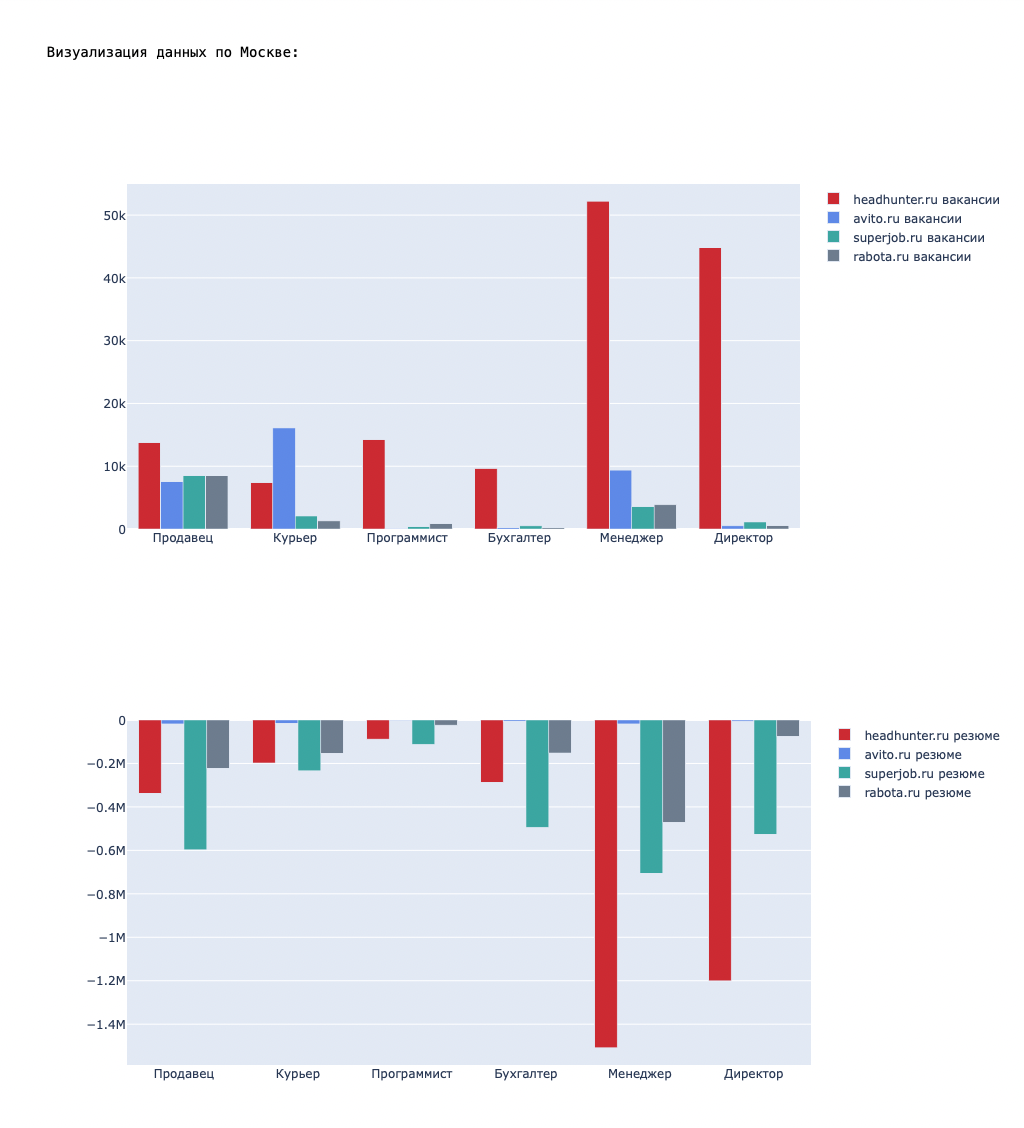 Визуализация данных по Москве:
50k
40k
30k
20k
10k
0
Продавец Курьер Программист Бухгалтер Менеджер Директор
headhunter.ru вакансии
avito.ru вакансии
superjob.ru вакансии
rabota.ru вакансии
0
−0.2M
−0.4M
−0.6M
−0.8M
−1M
−1.2M
−1.4M
Продавец Курьер Программист Бухгалтер Менеджер Директор
headhunter.ru резюме
avito.ru резюме
superjob.ru резюме
rabota.ru резюме